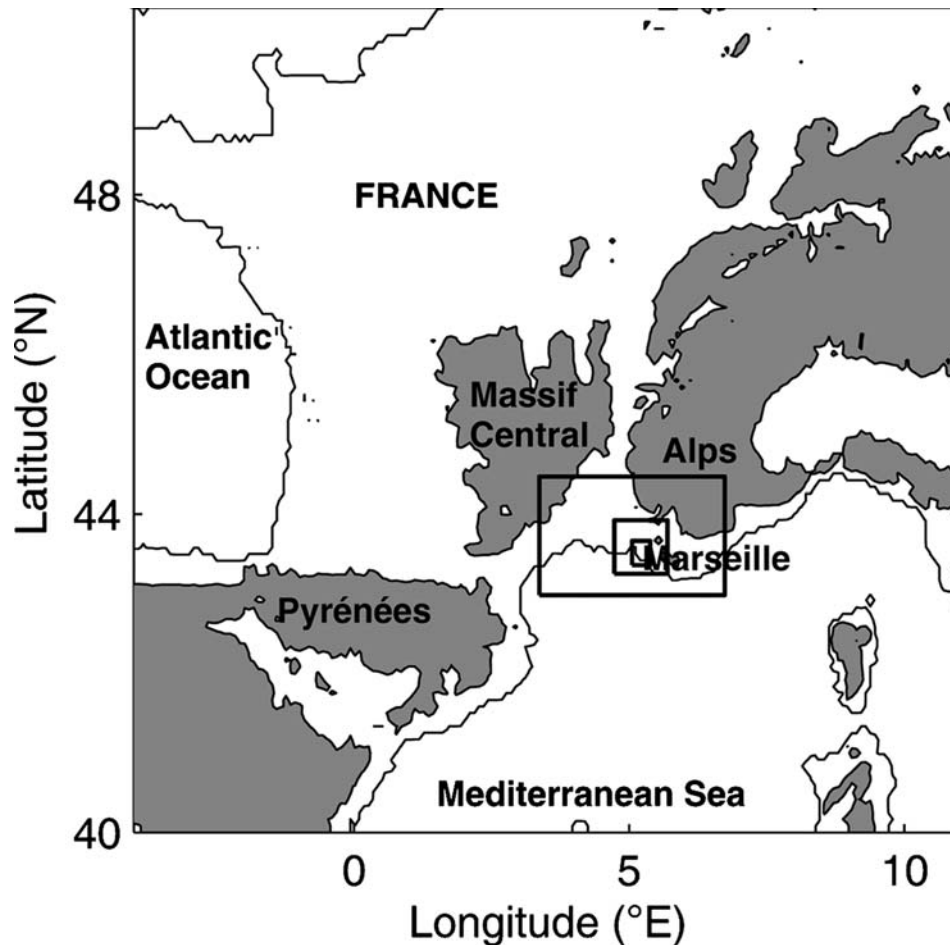 48
FRANCE
Atlantic
Ocean
Massif
Central
Alps
Latitude (°N)
44
Marseille
Pyrénées
Mediterranean Sea
40
0
5
10
Longitude (°E)